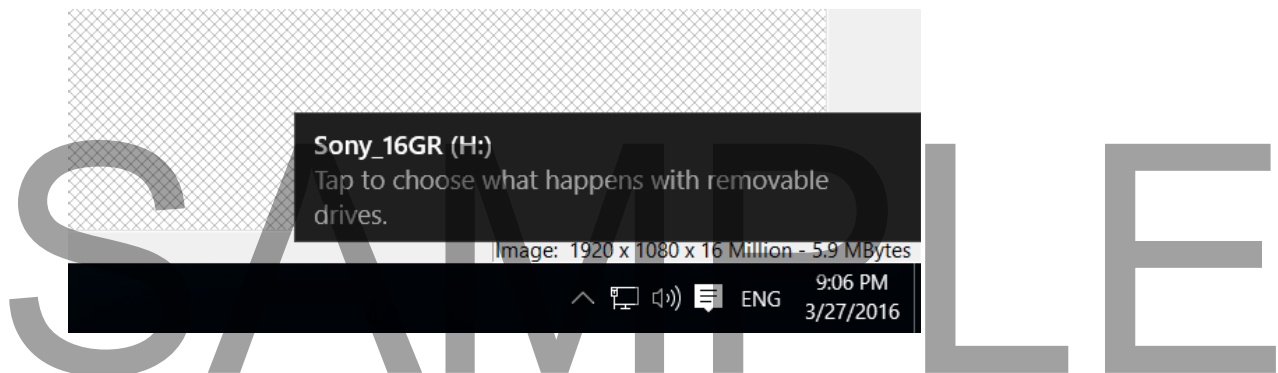 Sony_16GR (H:)
Tap to choose what happens with removable
drives.
Image: 1920 x 1080 x 16 Million - 5.9 MBytes
ENG
9:06 PM
3/27/2016
SAMPLE